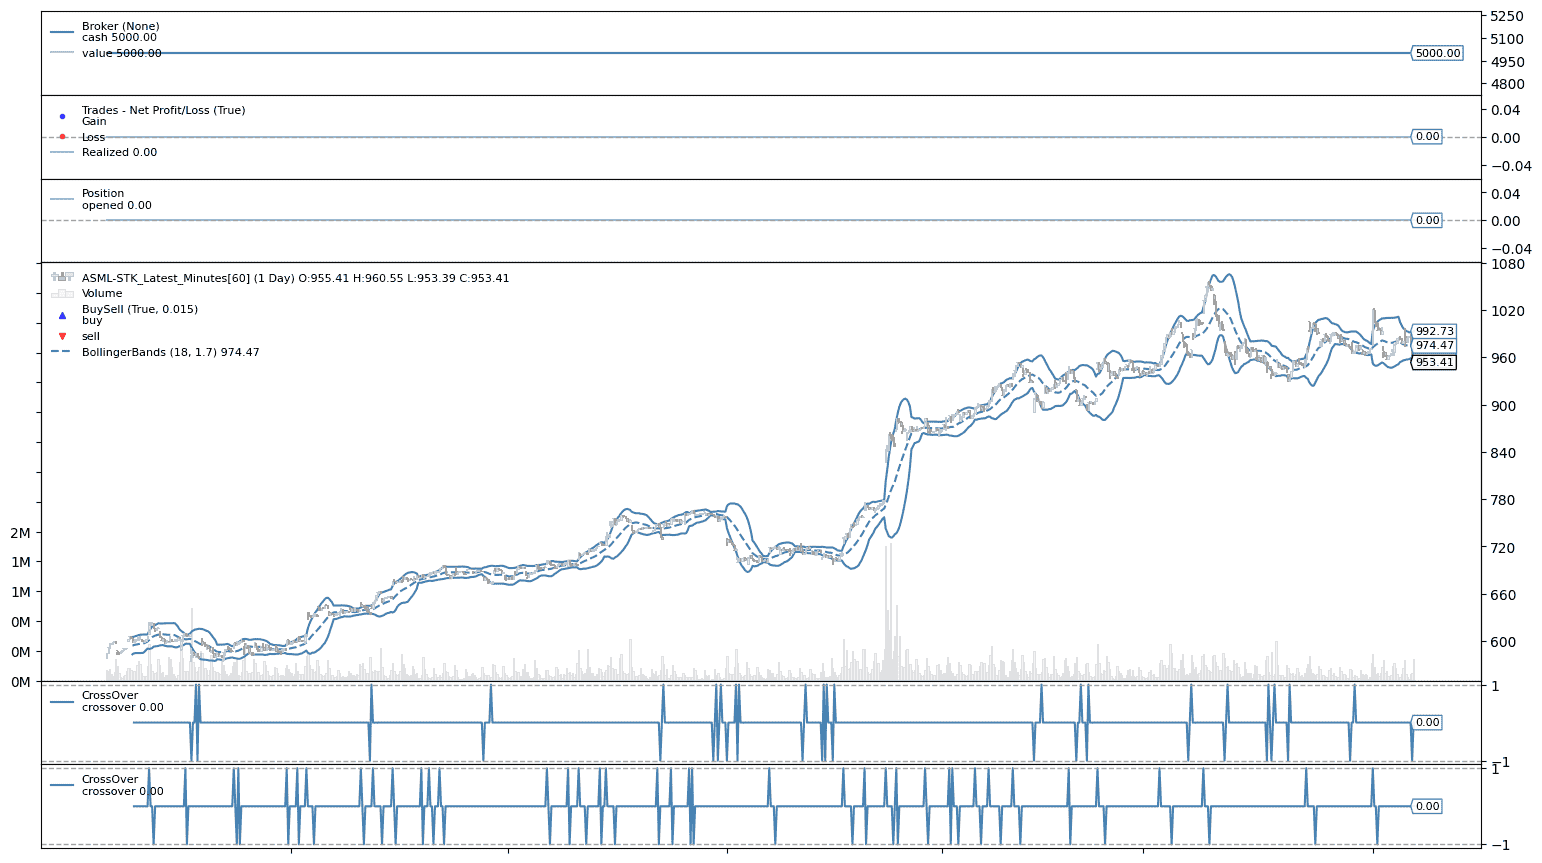 Broker (None)
cash 5000.00
value 5000.00
5000.00
5250
5100
4950
4800
Trades - Net Profit/Loss (True)
Gain
Loss
Realized 0.00
0.00
0.04
0.00
−0.04
Position
opened 0.00
0.00
0.04
0.00
−0.04
ASML-STK_Latest_Minutes[60] (1 Day) O:955.41 H:960.55 L:953.39 C:953.41
Volume
BuySell (True, 0.015)
buy
sell
BollingerBands (18, 1.7) 974.47
992.73
974.47
953.41
1080
1020
960
900
840
780
720
660
600
2M
1M
1M
0M
0M
0M
CrossOver
crossover 0.00
0.00
1
−1
CrossOver
crossover 0.00
0.00
1
−1